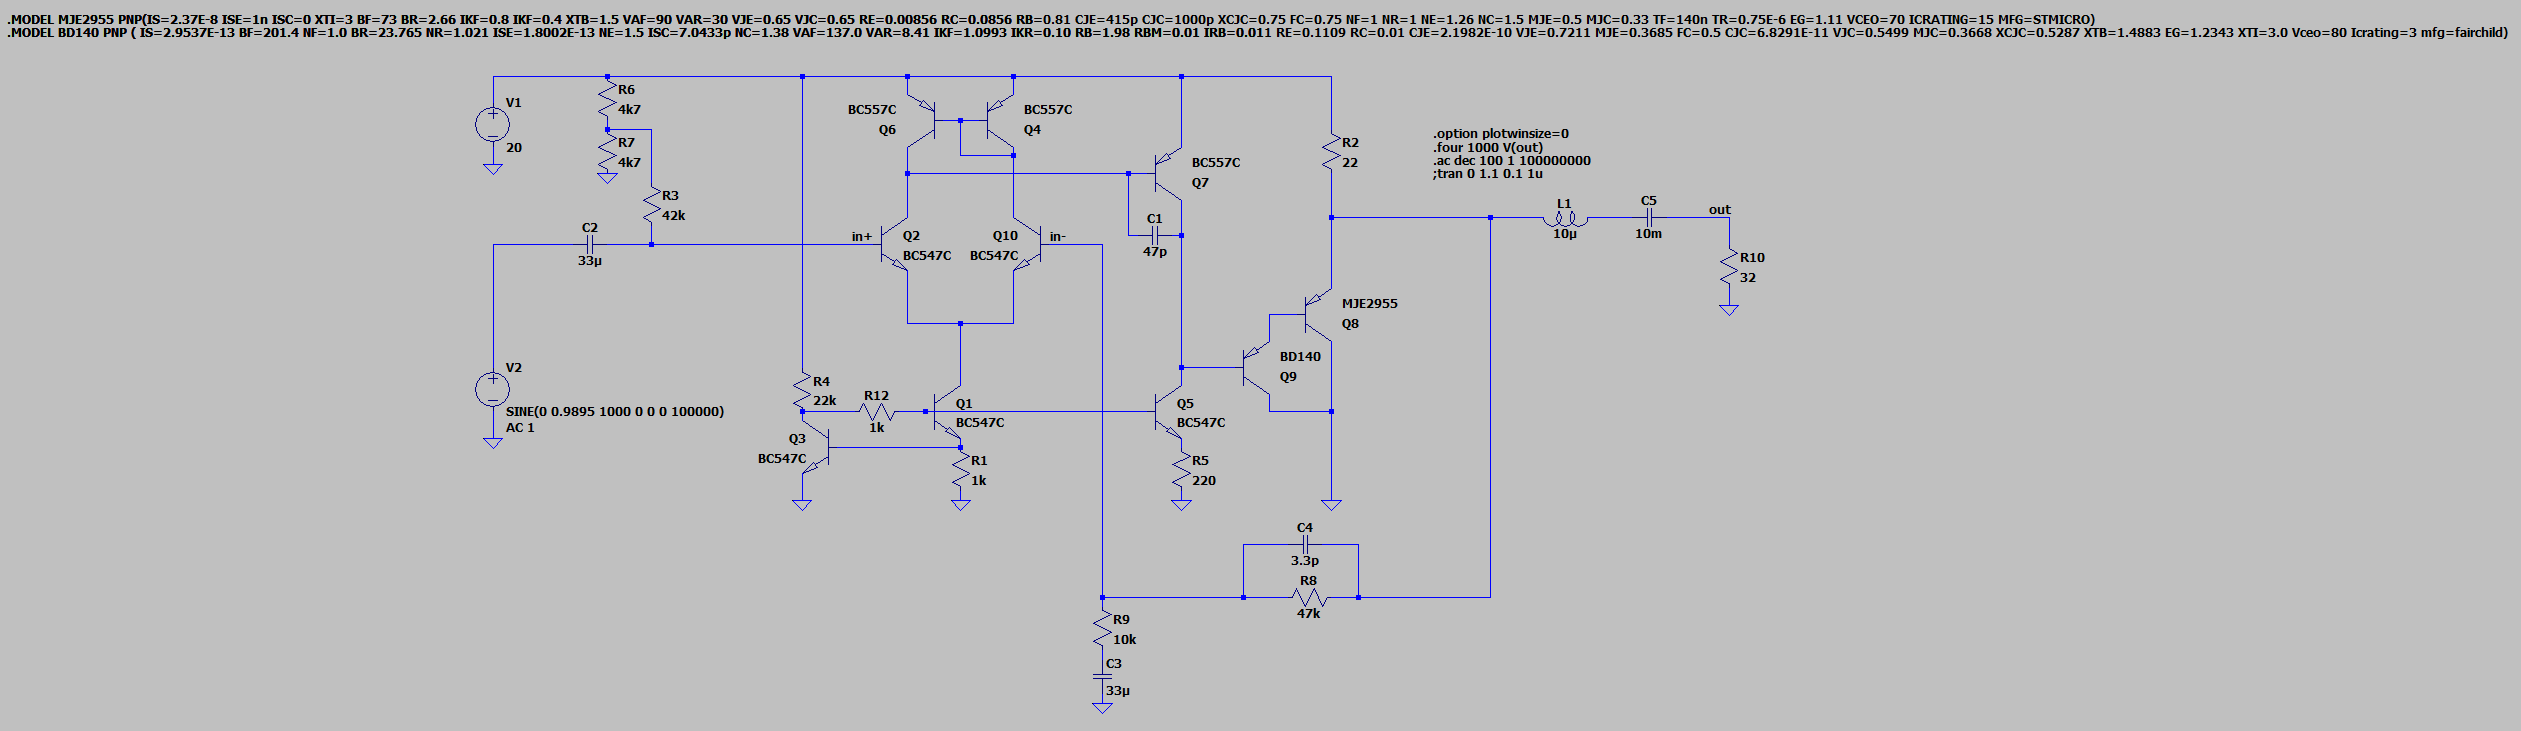 .MODEL MJE2955 PNP(IS=2.37E-8 ISE=1n ISC=0 XTI=3 BF=73 BR=2.66 IKF=0.8 IKF=0.4 XTB=1.5 VAF=90 VAR=30 VJE=0.65 VJC=0.65 RE=0.00856 RC=0.0856 RB=0.81 CJE=415p CJC=1000p XCJC=0.75 FC=0.75 NF=1 NR=1 NE=1.26 NC=1.5 MJE=0.5 MJC=0.33 TF=140n TR=0.75E-6 EG=1.11 VCEO=70 ICRATING=15 MFG=STMICRO)
.MODEL BD140 PNP ( IS=2.9537E-13 BF=201.4 NF=1.0 BR=23.765 NR=1.021 ISE=1.8002E-13 NE=1.5 ISC=7.0433p NC=1.38 VAF=137.0 VAR=8.41 IKF=1.0993 IKR=0.10 RB=1.98 RBM=0.01 IRB=0.011 RE=0.1109 RC=0.01 CJE=2.1982E-10 VJE=0.7211 MJE=0.3685 FC=0.5 CJC=6.8291E-11 VJC=0.5499 MJC=0.3668 XCJC=0.5287 XTB=1.4883 EG=1.2343 XTI=3.0 Vceo=80 Icrating=3 mfg=fairchild)
V1
20
R6
4k7
R7
4k7
R3
42k
C2
33µ
V2
SINE(0 0.9895 1000 0 0 0 100000)
AC 1
BC557C
Q6
BC557C
Q4
BC557C
Q7
C1
47p
in+
Q2
BC547C
Q10
BC547C
in-
R4
22k
R12
1k
Q1
BC547C
Q3
BC547C
R1
1k
Q5
BC547C
R5
220
R2
22
.option plotwinsize=0
.four 1000 V(out)
.ac dec 100 1 100000000
;tran 0 1.1 0.1 1u
L1
10µ
C5
10m
out
R10
32
MJE2955
Q8
BD140
Q9
C4
3.3p
R8
47k
R9
10k
C3
33µ